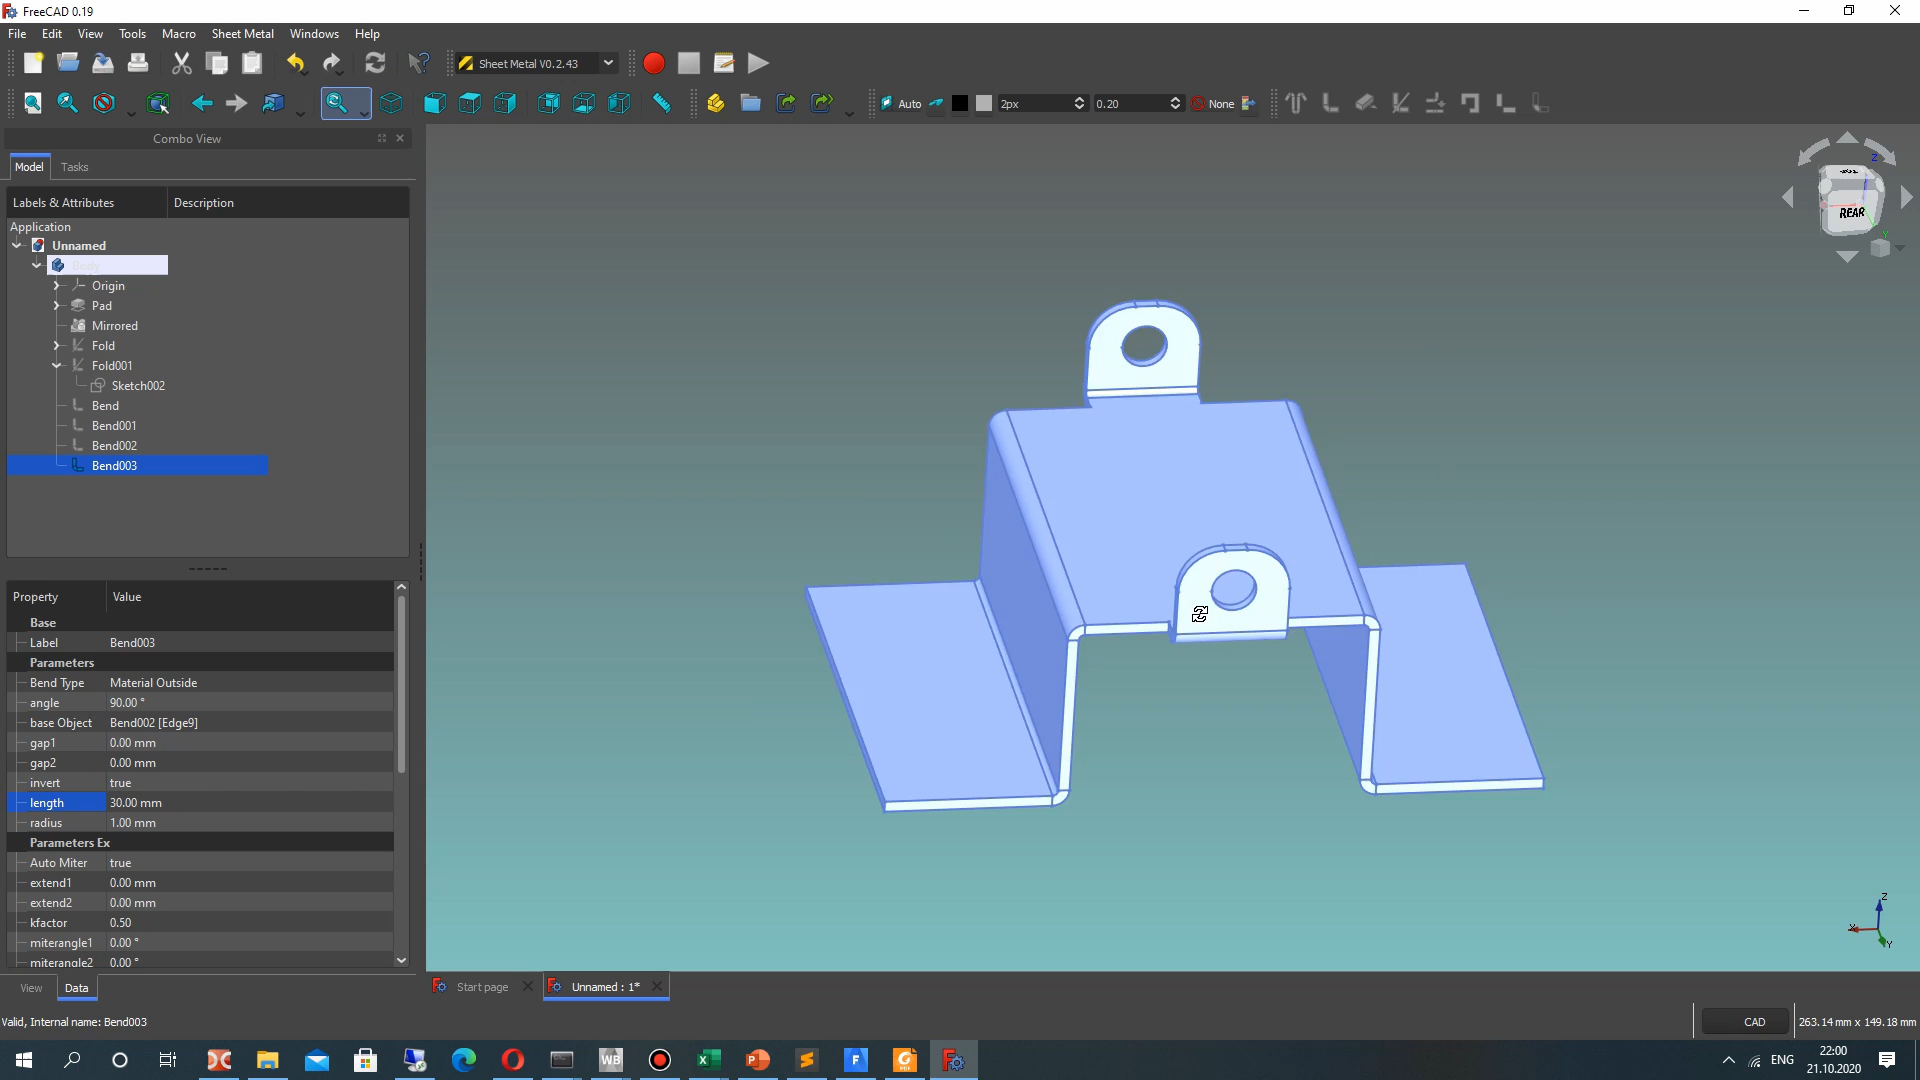 FreeCAD 0.19
File Edit View Tools Macro Sheet Metal Windows Help
Sheet Metal V0.2.43
Auto 2px 0.20 None
Combo View
Model Tasks
Labels & Attributes Description
Application
Unnamed
Body
Origin
Pad
Mirrored
Fold
Fold001
Sketch002
Bend
Bend001
Bend002
Bend003
Property Value
Base
Label Bend003
Parameters
Bend Type Material Outside
angle 90.00 °
base Object Bend002 [Edge9]
gap1 0.00 mm
gap2 0.00 mm
invert true
length 30.00 mm
radius 1.00 mm
Parameters Ex
Auto Miter true
extend1 0.00 mm
extend2 0.00 mm
kfactor 0.50
miterangle1 0.00 °
miterangle2 0.00 °
View Data
Z
REAR
Y
Z
X
Y
Start page Unnamed : 1*
Valid, Internal name: Bend003
CAD 263.14 mm x 149.18 mm
WB
ENG
22:00
21.10.2020